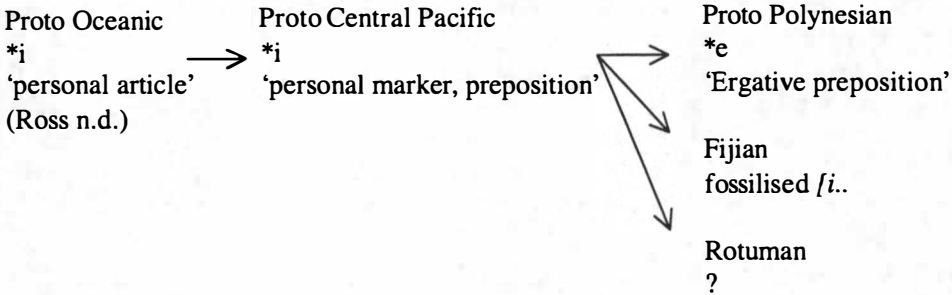 Proto Oceanic
*i
‘personal article’
(Ross n.d.)
Proto Central Pacific
*i
‘personal marker, preposition’
Proto Polynesian
*e
‘Ergative preposition’
Fijian
fossilised [i..
Rotuman
?